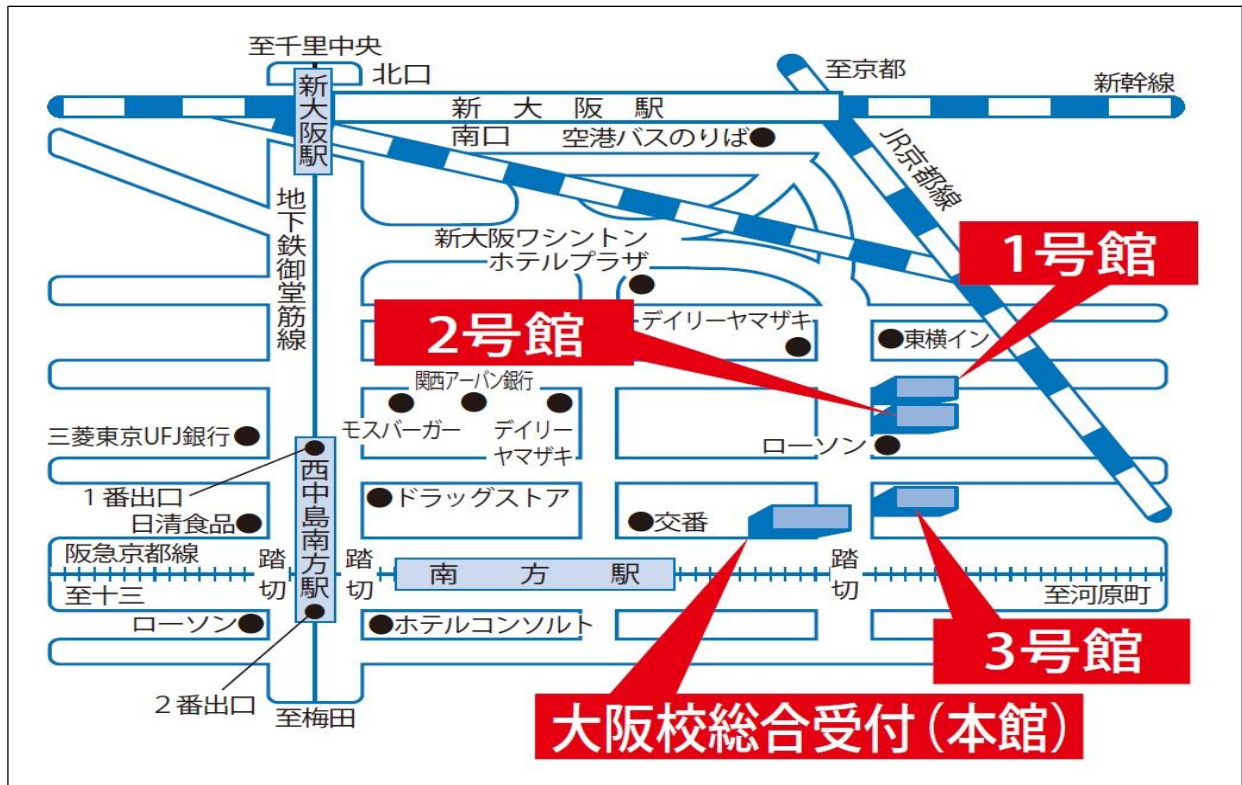 至千里中央
北口
至京都
新幹線
新大阪駅
新大阪駅
南口
空港バスのりば
JR京都線
地下鉄御堂筋線
新大阪ワシントン
ホテルプラザ
1号館
2号館
デイリーヤマザキ
東横イン
関西アーバン銀行
モスバーガー
デイリー
ヤマザキ
三菱東京UFJ銀行
ローソン
1番出口
西中島南方駅
ドラッグストア
日清食品
交番
阪急京都線
踏切
踏切
南方駅
踏切
至十三
至河原町
ローソン
ホテルコンソルト
3号館
2番出口
至梅田
大阪校総合受付(本館)